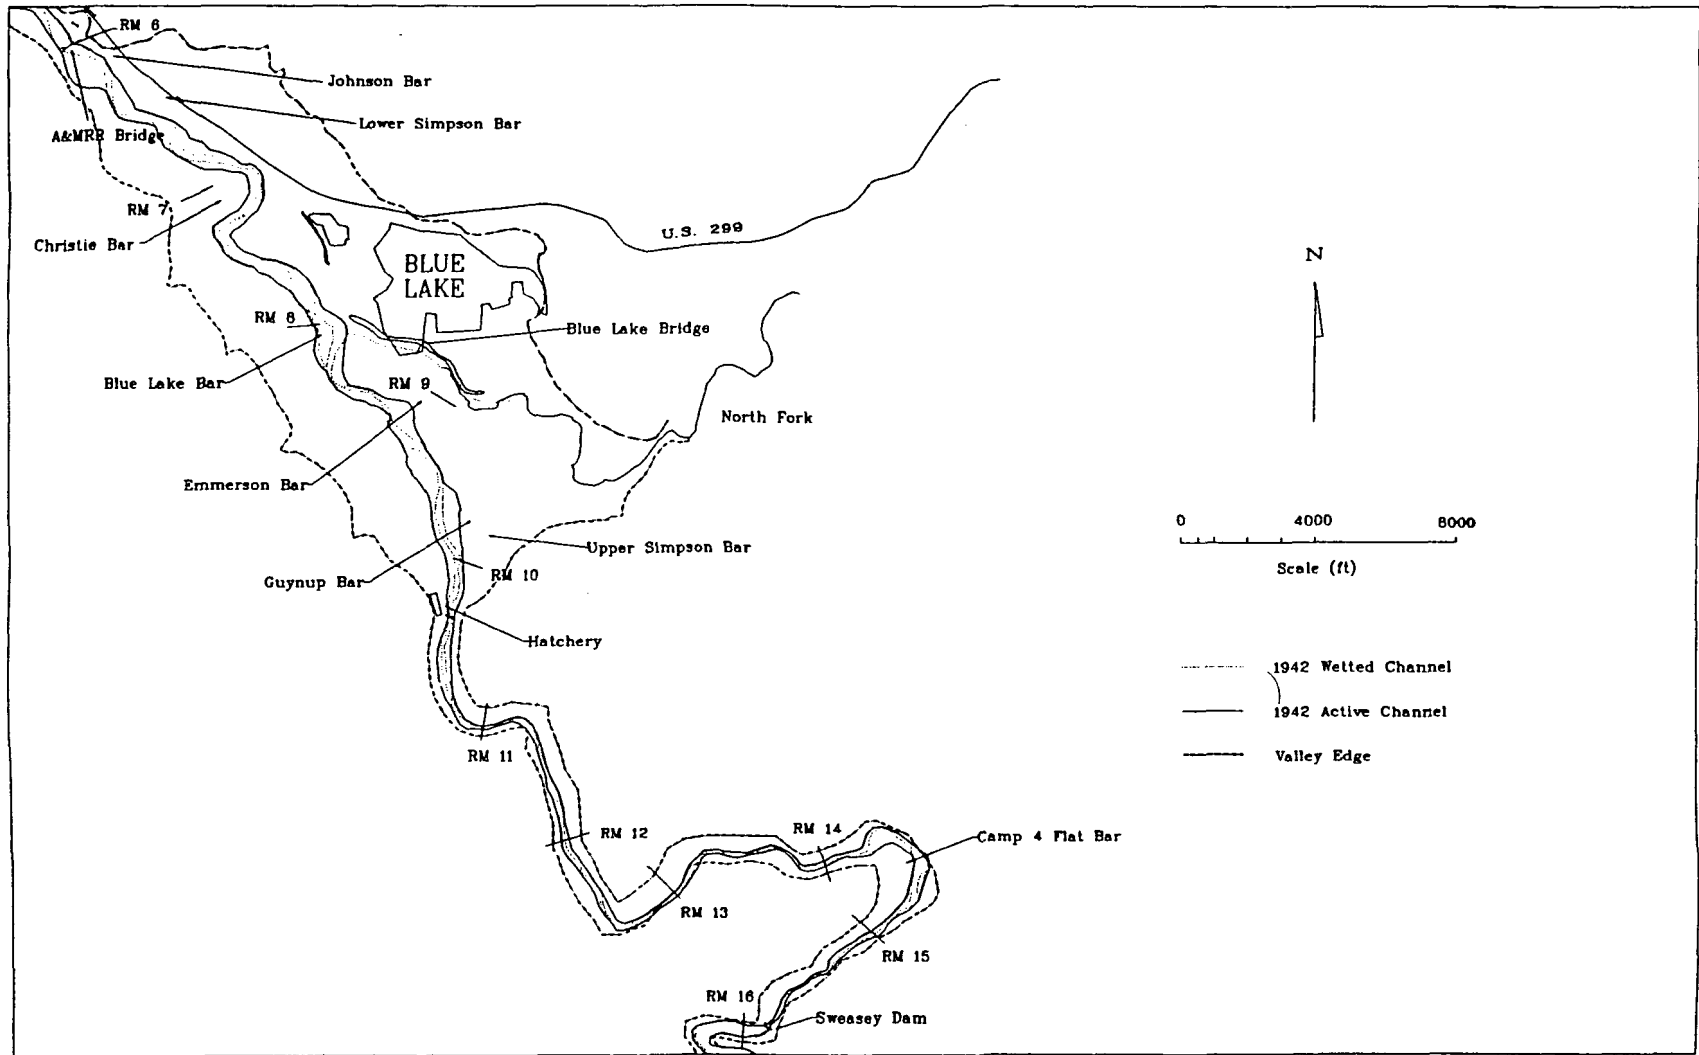 RM 6
Johnson Bar
Lower Simpson Bar
A&MRR Bridge
RM 7
Christie Bar
U.S. 299
N
BLUE
LAKE
RM 8
Blue Lake Bridge
Blue Lake Bar
RM 9
North Fork
Emmerson Bar
0 4000 8000
Scale (ft)
Upper Simpson Bar
RM 10
Guynup Bar
Hatchery
1942 Wetted Channel
1942 Active Channel
Valley Edge
RM 11
RM 12
RM 14
Camp 4 Flat Bar
RM 13
RM 15
RM 16
Sweasey Dam